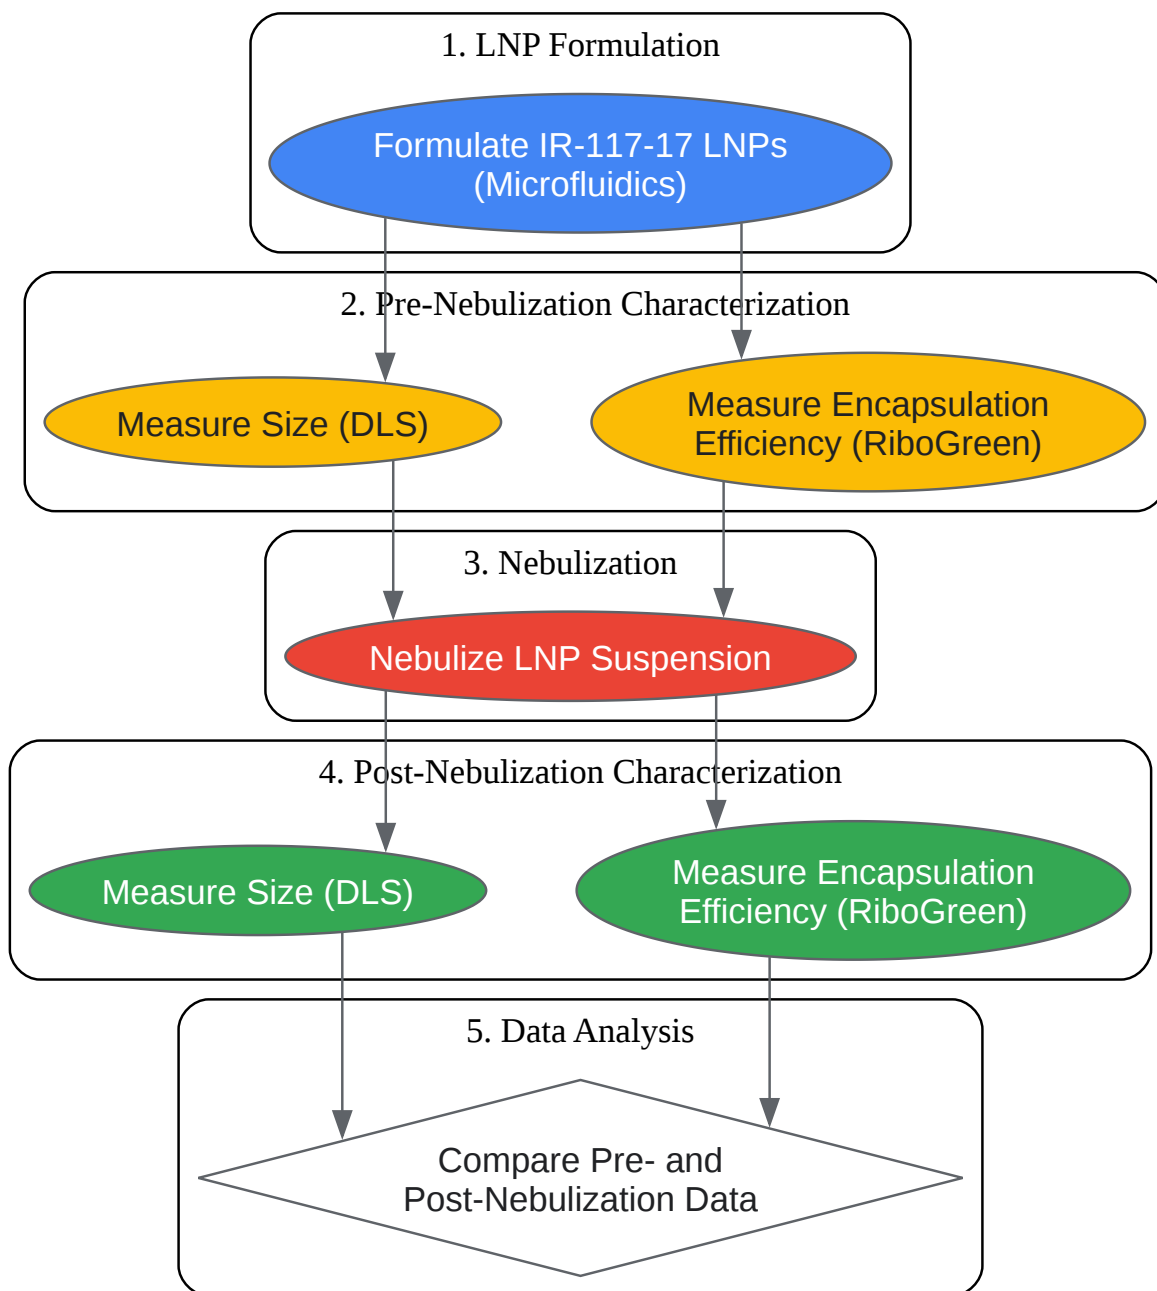 1. LNP Formulation
Formulate IR-117-17 LNPs
(Microfluidics)
2. Pre-Nebulization Characterization
Measure Size (DLS)
Measure Encapsulation
Efficiency (RiboGreen)
3. Nebulization
Nebulize LNP Suspension
4. Post-Nebulization Characterization
Measure Size (DLS)
Measure Encapsulation
Efficiency (RiboGreen)
5. Data Analysis
Compare Pre- and
Post-Nebulization Data